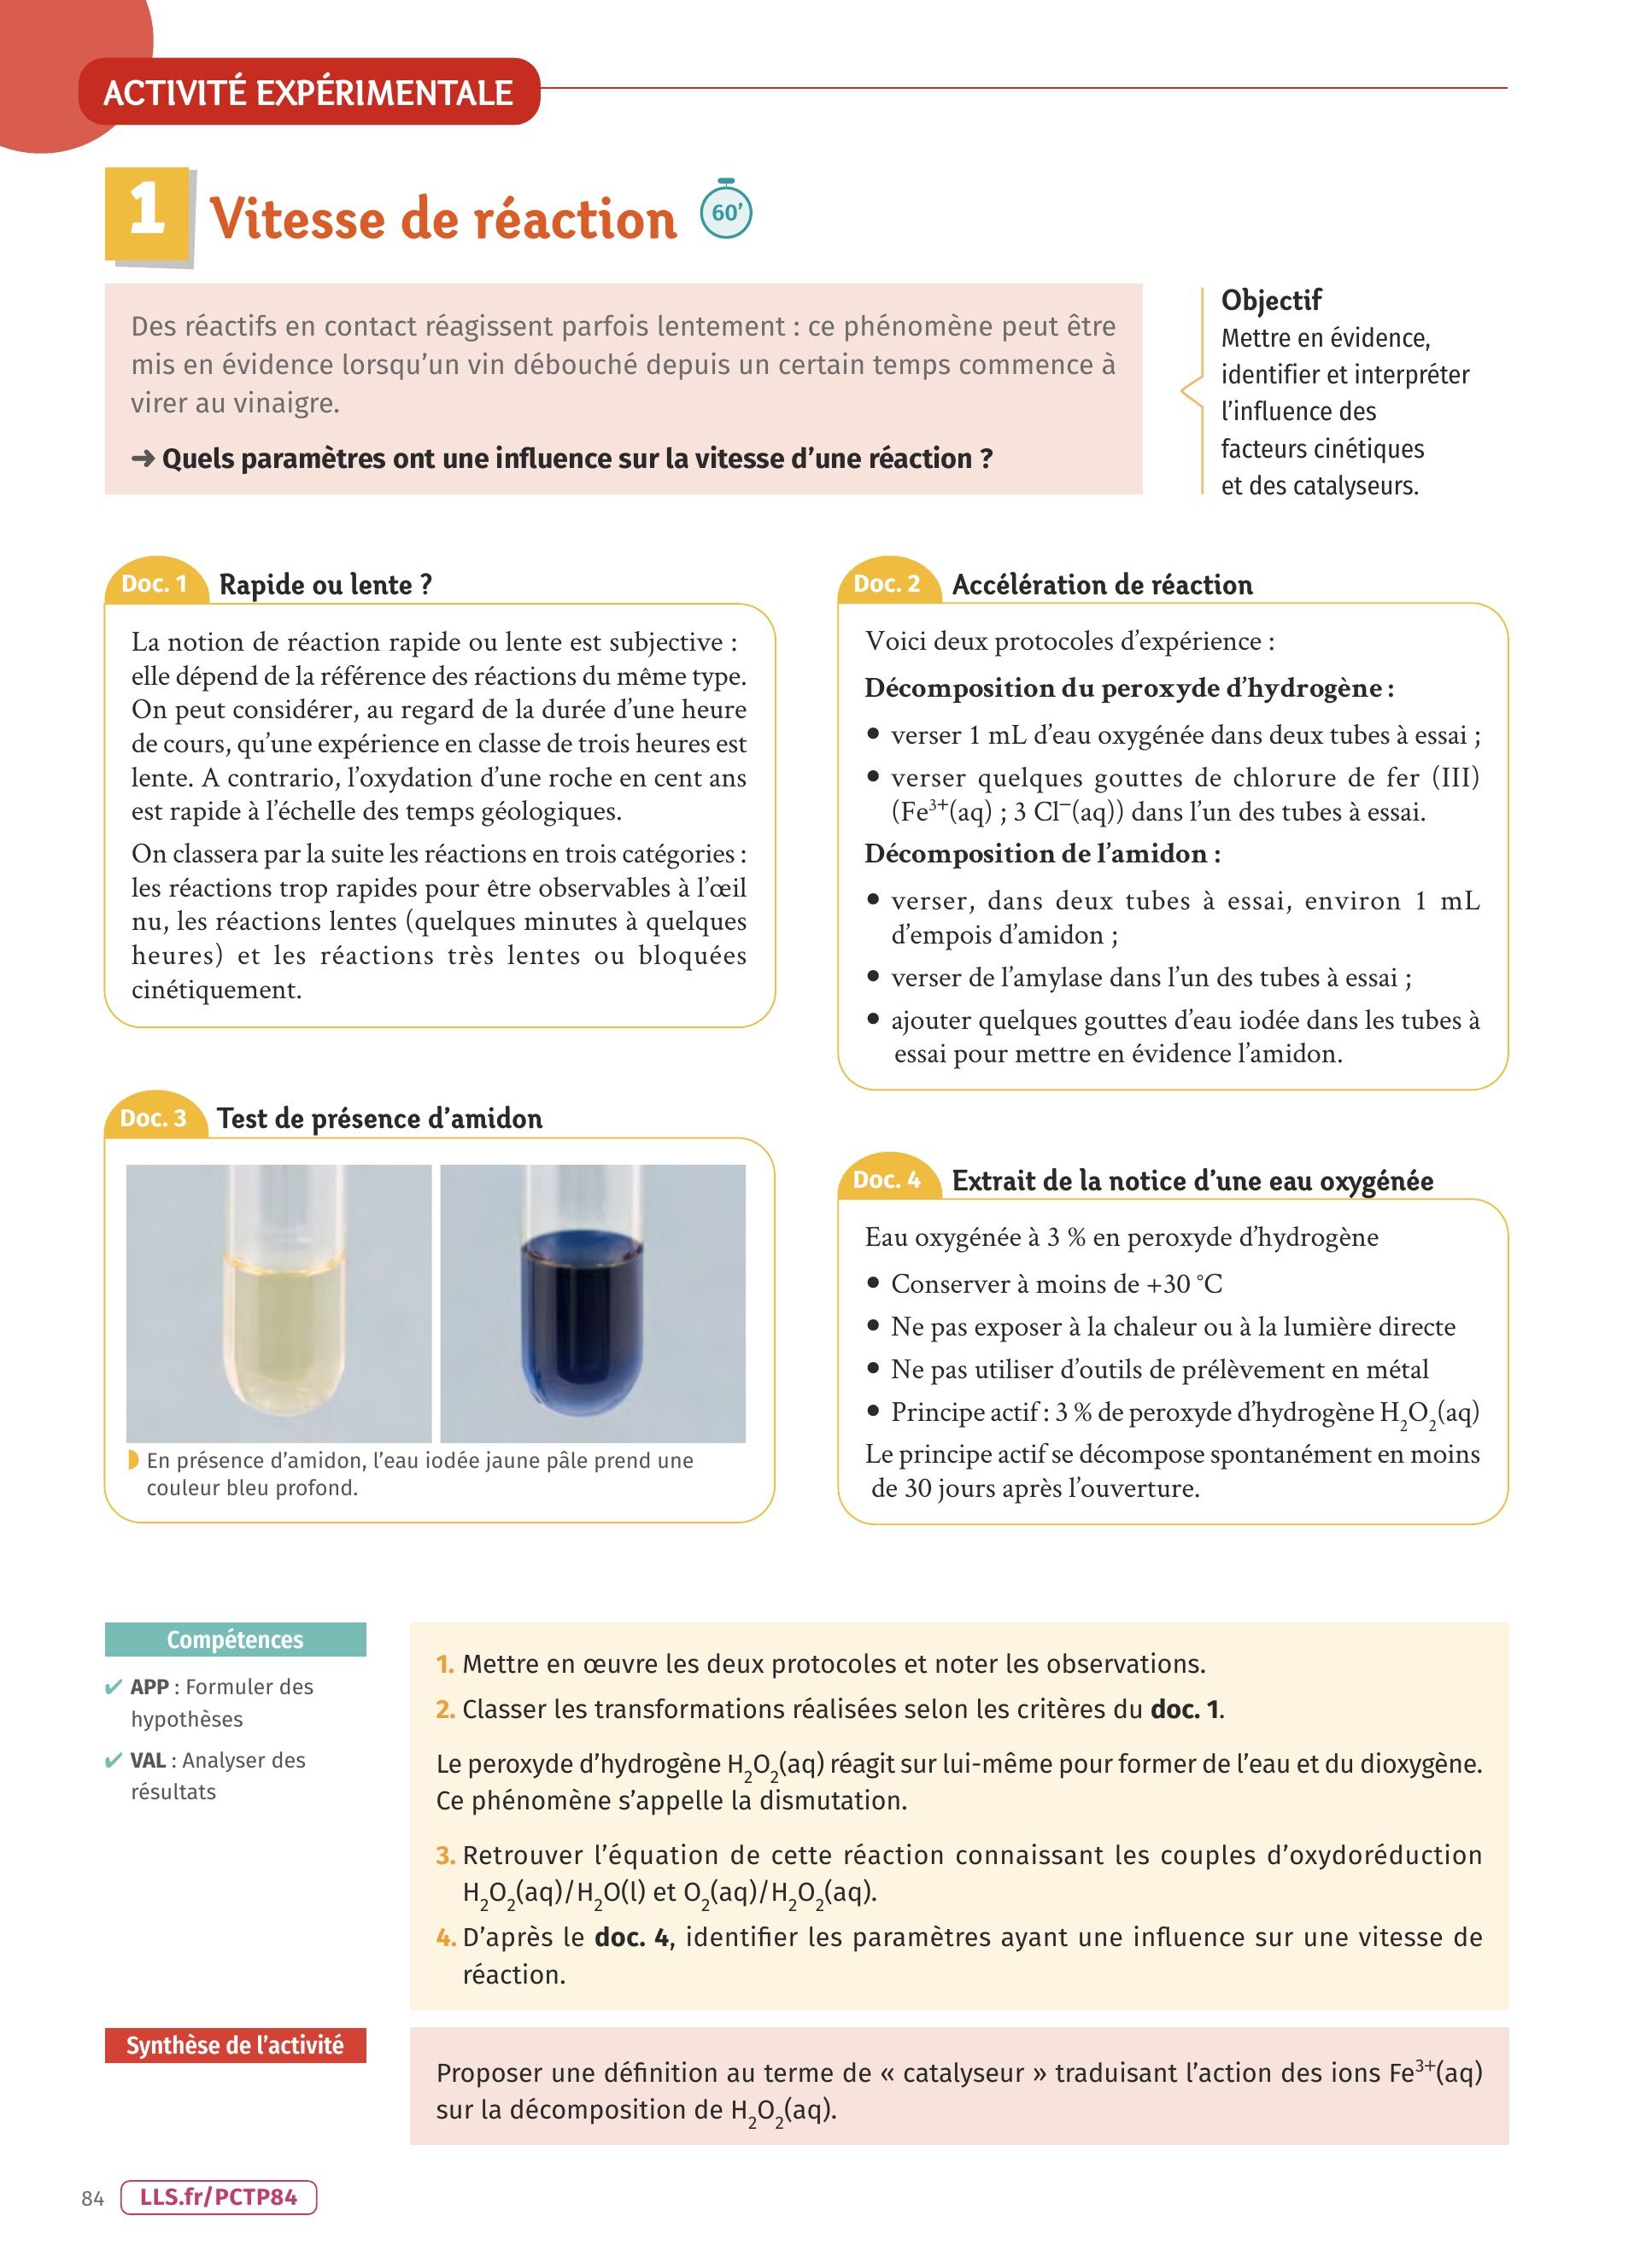 ACTIVITÉ EXPÉRIMENTALE
1 Vitesse de réaction 60’
Des réactifs en contact réagissent parfois lentement : ce phénomène peut être
mis en évidence lorsqu’un vin débouché depuis un certain temps commence à
virer au vinaigre.
➜ Quels paramètres ont une influence sur la vitesse d’une réaction ?
Objectif
Mettre en évidence,
identifier et interpréter
l’influence des
facteurs cinétiques
et des catalyseurs.
Doc. 1 Rapide ou lente ?
La notion de réaction rapide ou lente est subjective :
elle dépend de la référence des réactions du même type.
On peut considérer, au regard de la durée d’une heure
de cours, qu’une expérience en classe de trois heures est
lente. A contrario, l’oxydation d’une roche en cent ans
est rapide à l’échelle des temps géologiques.
On classera par la suite les réactions en trois catégories :
les réactions trop rapides pour être observables à l’œil
nu, les réactions lentes (quelques minutes à quelques
heures) et les réactions très lentes ou bloquées
cinétiquement.
Doc. 2 Accélération de réaction
Voici deux protocoles d’expérience :
Décomposition du peroxyde d’hydrogène :
• verser 1 mL d’eau oxygénée dans deux tubes à essai ;
• verser quelques gouttes de chlorure de fer (III)
(Fe³⁺(aq) ; 3 Cl⁻(aq)) dans l’un des tubes à essai.
Décomposition de l’amidon :
• verser, dans deux tubes à essai, environ 1 mL
d’empois d’amidon ;
• verser de l’amylase dans l’un des tubes à essai ;
• ajouter quelques gouttes d’eau iodée dans les tubes à
essai pour mettre en évidence l’amidon.
Doc. 3 Test de présence d’amidon
En présence d’amidon, l’eau iodée jaune pâle prend une
couleur bleu profond.
Doc. 4 Extrait de la notice d’une eau oxygénée
Eau oxygénée à 3 % en peroxyde d’hydrogène
• Conserver à moins de +30 °C
• Ne pas exposer à la chaleur ou à la lumière directe
• Ne pas utiliser d’outils de prélèvement en métal
• Principe actif : 3 % de peroxyde d’hydrogène H₂O₂(aq)
Le principe actif se décompose spontanément en moins
de 30 jours après l’ouverture.
Compétences
✔ APP : Formuler des
hypothèses
✔ VAL : Analyser des
résultats
1. Mettre en œuvre les deux protocoles et noter les observations.
2. Classer les transformations réalisées selon les critères du doc. 1.
Le peroxyde d’hydrogène H₂O₂(aq) réagit sur lui-même pour former de l’eau et du dioxygène.
Ce phénomène s’appelle la dismutation.
3. Retrouver l’équation de cette réaction connaissant les couples d’oxydoréduction
H₂O₂(aq)/H₂O(l) et O₂(aq)/H₂O₂(aq).
4. D’après le doc. 4, identifier les paramètres ayant une influence sur une vitesse de
réaction.
Synthèse de l’activité
Proposer une définition au terme de « catalyseur » traduisant l’action des ions Fe³⁺(aq)
sur la décomposition de H₂O₂(aq).
84 LLS.fr/PCTP84